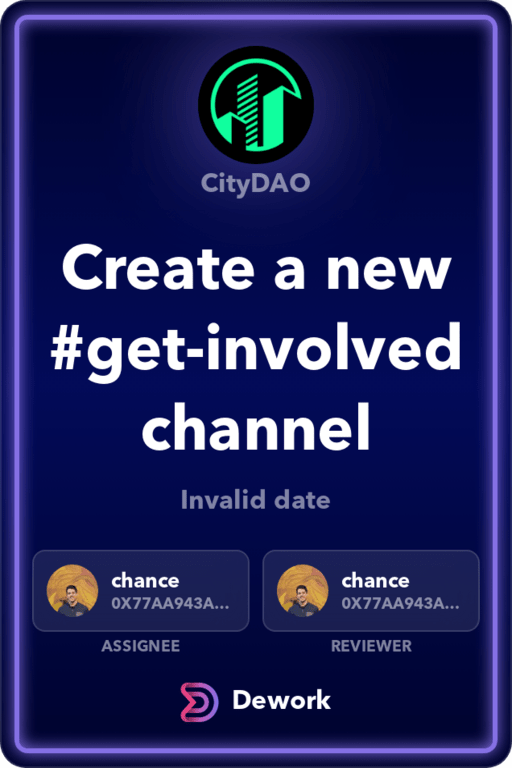 CityDAO
Create a new
#get-involved
channel
Invalid date
chance
0X77AA943A...
chance
0X77AA943A...
ASSIGNEE
REVIEWER
Dework